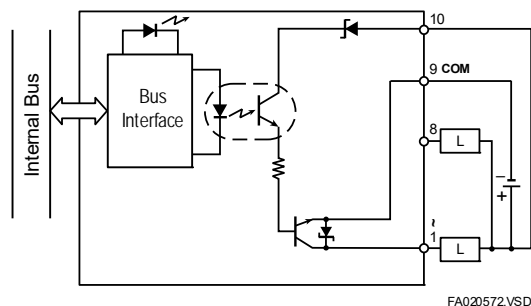 10
9 COM
Internal Bus
Bus
Interface
8
L
−
+
~
1
L
FA020572.VSD